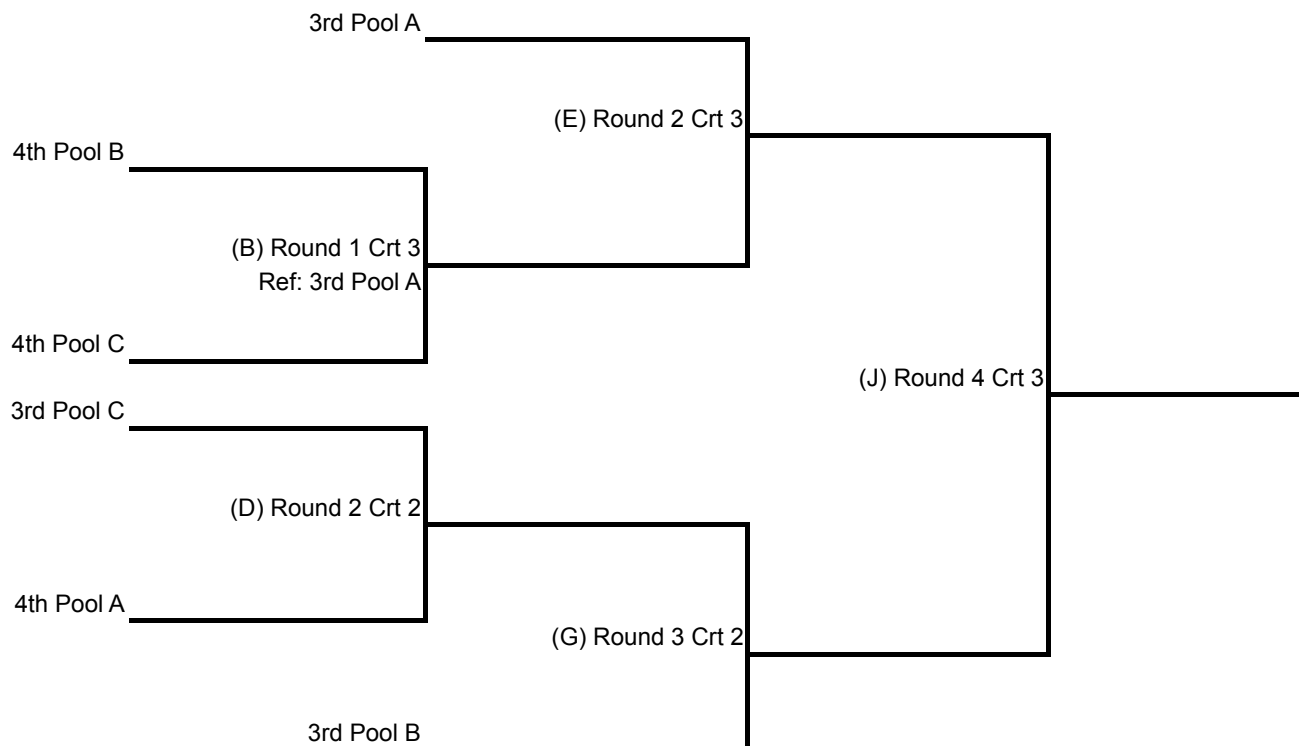 3rd Pool A
(E) Round 2 Crt 3
4th Pool B
(B) Round 1 Crt 3
Ref: 3rd Pool A
4th Pool C
(J) Round 4 Crt 3
3rd Pool C
(D) Round 2 Crt 2
4th Pool A
(G) Round 3 Crt 2
3rd Pool B